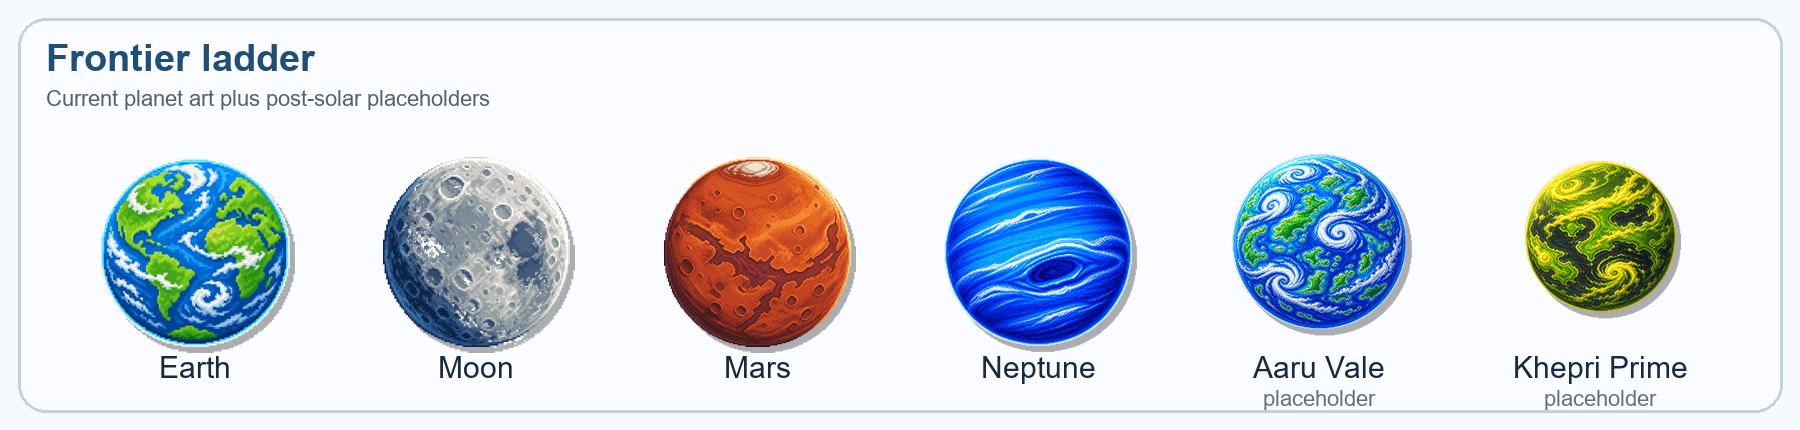 Frontier ladder
Current planet art plus post-solar placeholders
Earth
Moon
Mars
Neptune
Aaru Vale
placeholder
Khepri Prime
placeholder